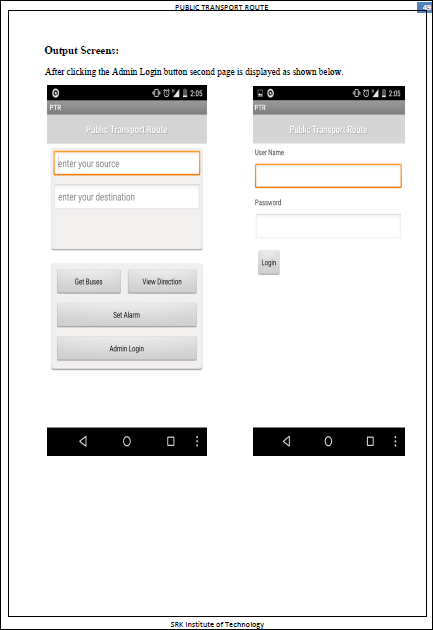 PUBLIC TRANSPORT ROUTE
48
Output Screens:
After clicking the Admin Login button second page is displayed as shown below.
2:05
PTR
Public Transport Route
enter your source
enter your destination
Get Buses
View Direction
Set Alarm
Admin Login
2:05
PTR
Public Transport Route
User Name
Password
Login
SRK Institute of Technology